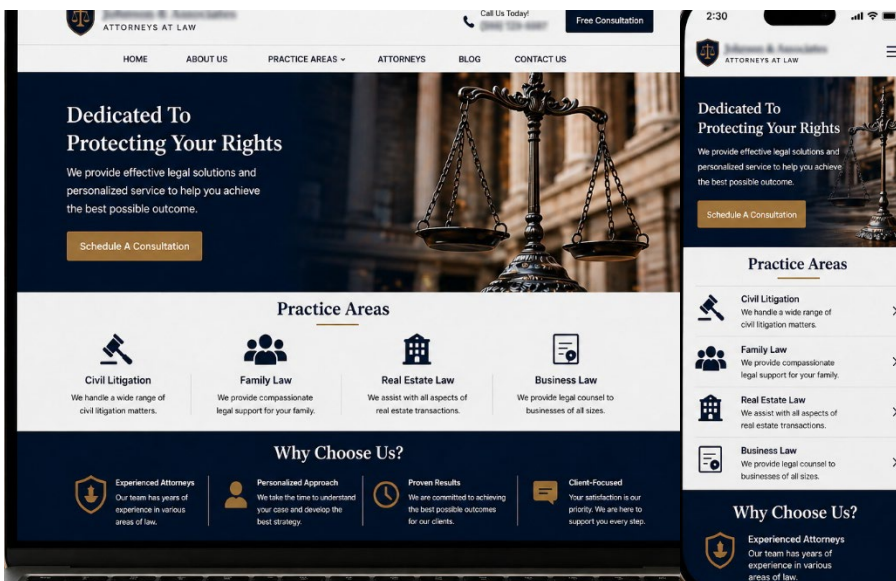 ATTORNEYS AT LAW
Call Us Today!
Free Consultation
HOME ABOUT US PRACTICE AREAS ATTORNEYS BLOG CONTACT US
Dedicated To
Protecting Your Rights
We provide effective legal solutions and
personalized service to help you achieve
the best possible outcome.
Schedule A Consultation
Practice Areas
Civil Litigation
We handle a wide range of
civil litigation matters.
Family Law
We provide compassionate
legal support for your family.
Real Estate Law
We assist with all aspects of
real estate transactions.
Business Law
We provide legal counsel to
businesses of all sizes.
Why Choose Us?
Experienced Attorneys
Our team has years of
experience in various
areas of law.
Personalized Approach
We take the time to understand
your case and develop the
best strategy.
Proven Results
We are committed to achieving
the best possible outcomes
for our clients.
Client-Focused
Your satisfaction is our
priority. We are here to
support you every step.
2:30
ATTORNEYS AT LAW
Dedicated To
Protecting Your Rights
We provide effective legal solutions and
personalized service to help you achieve
the best possible outcome.
Schedule A Consultation
Practice Areas
Civil Litigation
We handle a wide range of
civil litigation matters.
Family Law
We provide compassionate
legal support for your family.
Real Estate Law
We assist with all aspects of
real estate transactions.
Business Law
We provide legal counsel to
businesses of all sizes.
Why Choose Us?
Experienced Attorneys
Our team has years of
experience in various
areas of law.